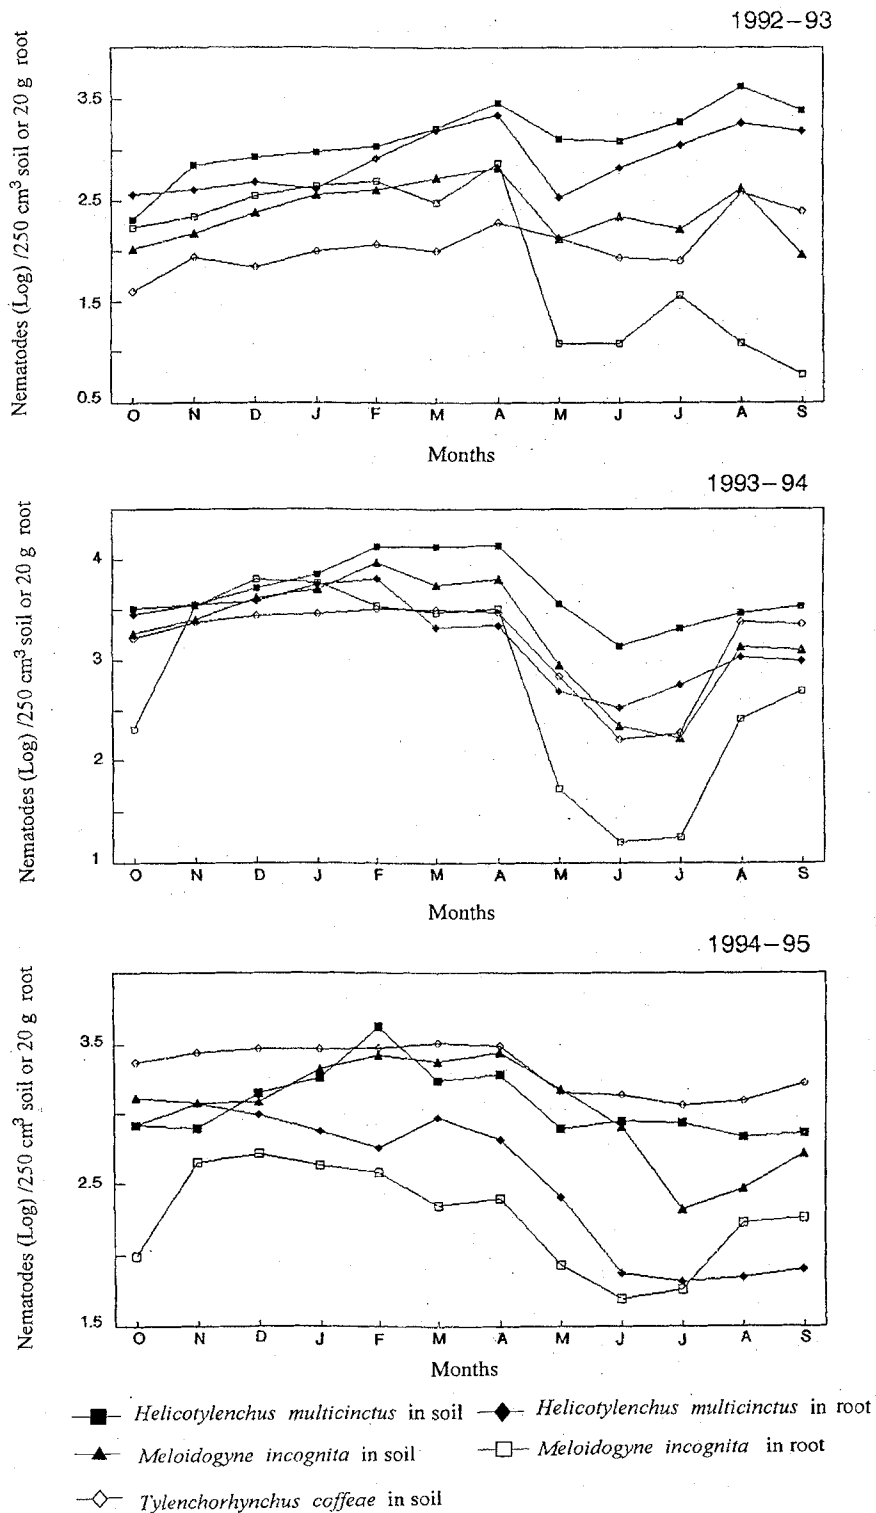 1992-93
Nematodes (Log) /250 cm³ soil or 20 g root
3.5
2.5
1.5
0.5
O N D J F M A M J J A S
Months
1993-94
Nematodes (Log) /250 cm³ soil or 20 g root
4
3
2
1
O N D J F M A M J J A S
Months
1994-95
Nematodes (Log) /250 cm³ soil or 20 g root
3.5
2.5
1.5
O N D J F M A M J J A S
Months
Helicotylenchus multicinctus in soil Helicotylenchus multicinctus in root
Meloidogyne incognita in soil Meloidogyne incognita in root
Tylenchorhynchus coffeae in soil